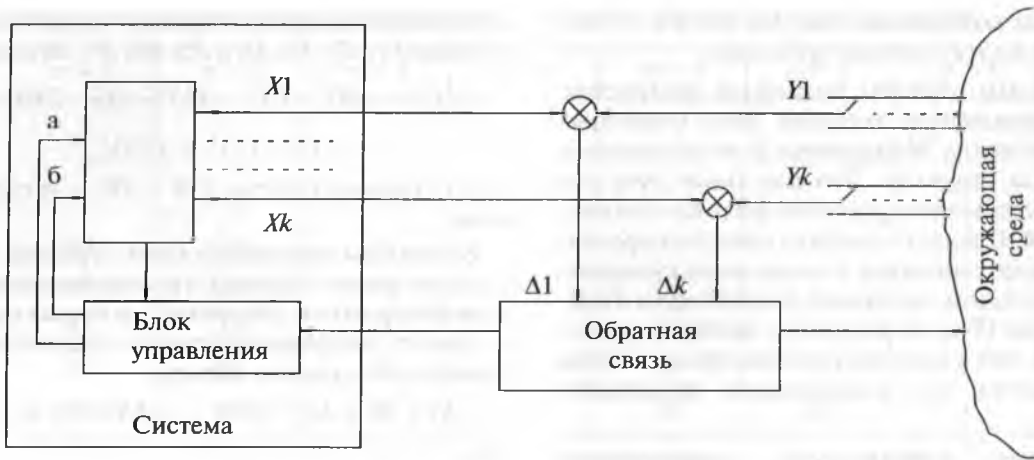 X1
Y1
а
б
Xk
Yk
Δ1
Δk
Блок
управления
Обратная
связь
Окружающая
среда
Система